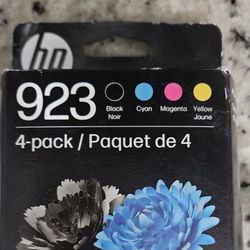 hp
923
Black
Noir
Cyan
Magenta
Yellow
Jaune
4-pack / Paquet de 4